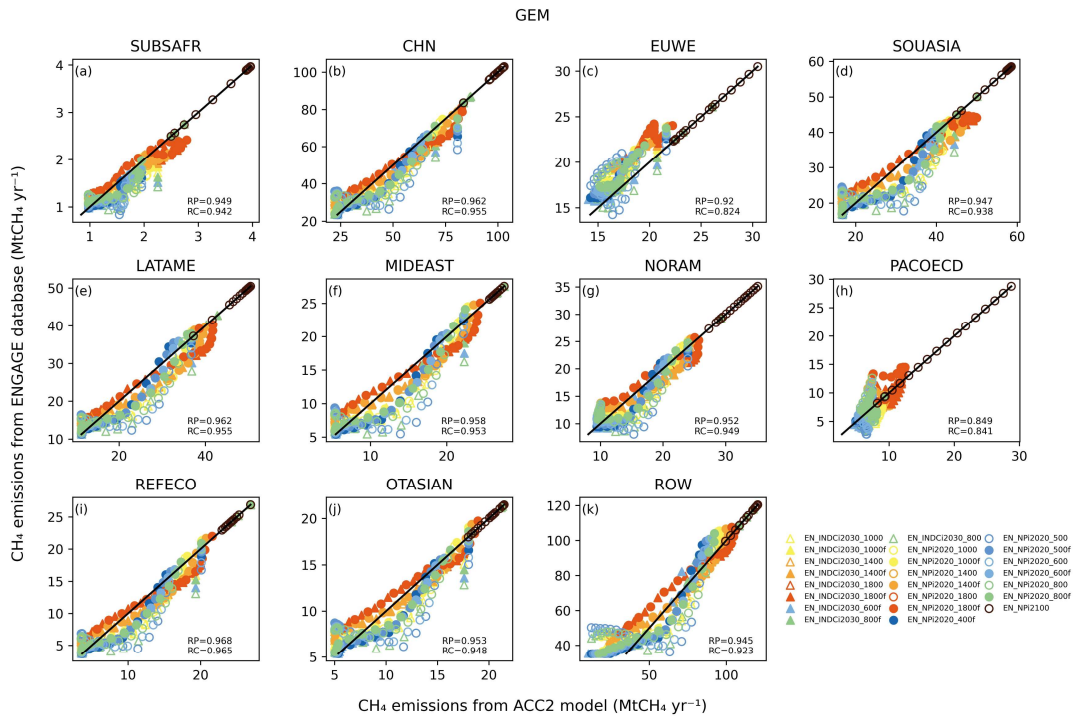 GEM
SUBSAFR
CHN
EUWE
SOUASIA
(a)
4
3
2
1
1 2 3 4
RP=0.949
RC=0.942
(b)
100
80
60
40
20
25 50 75 100
RP=0.962
RC=0.955
(c)
30
25
20
15
15 20 25 30
RP=0.92
RC=0.824
(d)
60
50
40
30
20
20 40 60
RP=0.947
RC=0.938
LATAME
MIDEAST
NORAM
PACOECD
(e)
50
40
30
20
10
20 40
RP=0.962
RC=0.955
(f)
25
20
15
10
5
10 20
RP=0.958
RC=0.953
(g)
35
30
25
20
15
10
10 15 20 25 30 35
RP=0.952
RC=0.949
(h)
30
25
20
15
10
5
10 20 30
RP=0.849
RC=0.841
REFECO
OTASIAN
ROW
(i)
25
20
15
10
5
10 20
RP=0.968
RC−0.965
(j)
20
15
10
5
5 10 15 20
RP=0.953
RC−0.948
(k)
120
100
80
60
40
50 100
RP=0.945
RC−0.923
EN_INDCi2030_1000
EN_INDCi2030_1000f
EN_INDCi2030_1400
EN_INDCi2030_1400f
EN_INDCi2030_1800
EN_INDCi2030_1800f
EN_INDCi2030_600f
EN_INDCi2030_800f
EN_INDCi2030_800
EN_NPi2020_1000
EN_NPi2020_1000f
EN_NPi2020_1400
EN_NPi2020_1400f
EN_NPi2020_1800
EN_NPi2020_1800f
EN_NPi2020_400f
EN_NPi2020_500
EN_NPi2020_500f
EN_NPi2020_600
EN_NPi2020_600f
EN_NPi2020_800
EN_NPi2020_800f
EN_NPi2100
CH₄ emissions from ENGAGE database (MtCH₄ yr⁻¹)
CH₄ emissions from ACC2 model (MtCH₄ yr⁻¹)